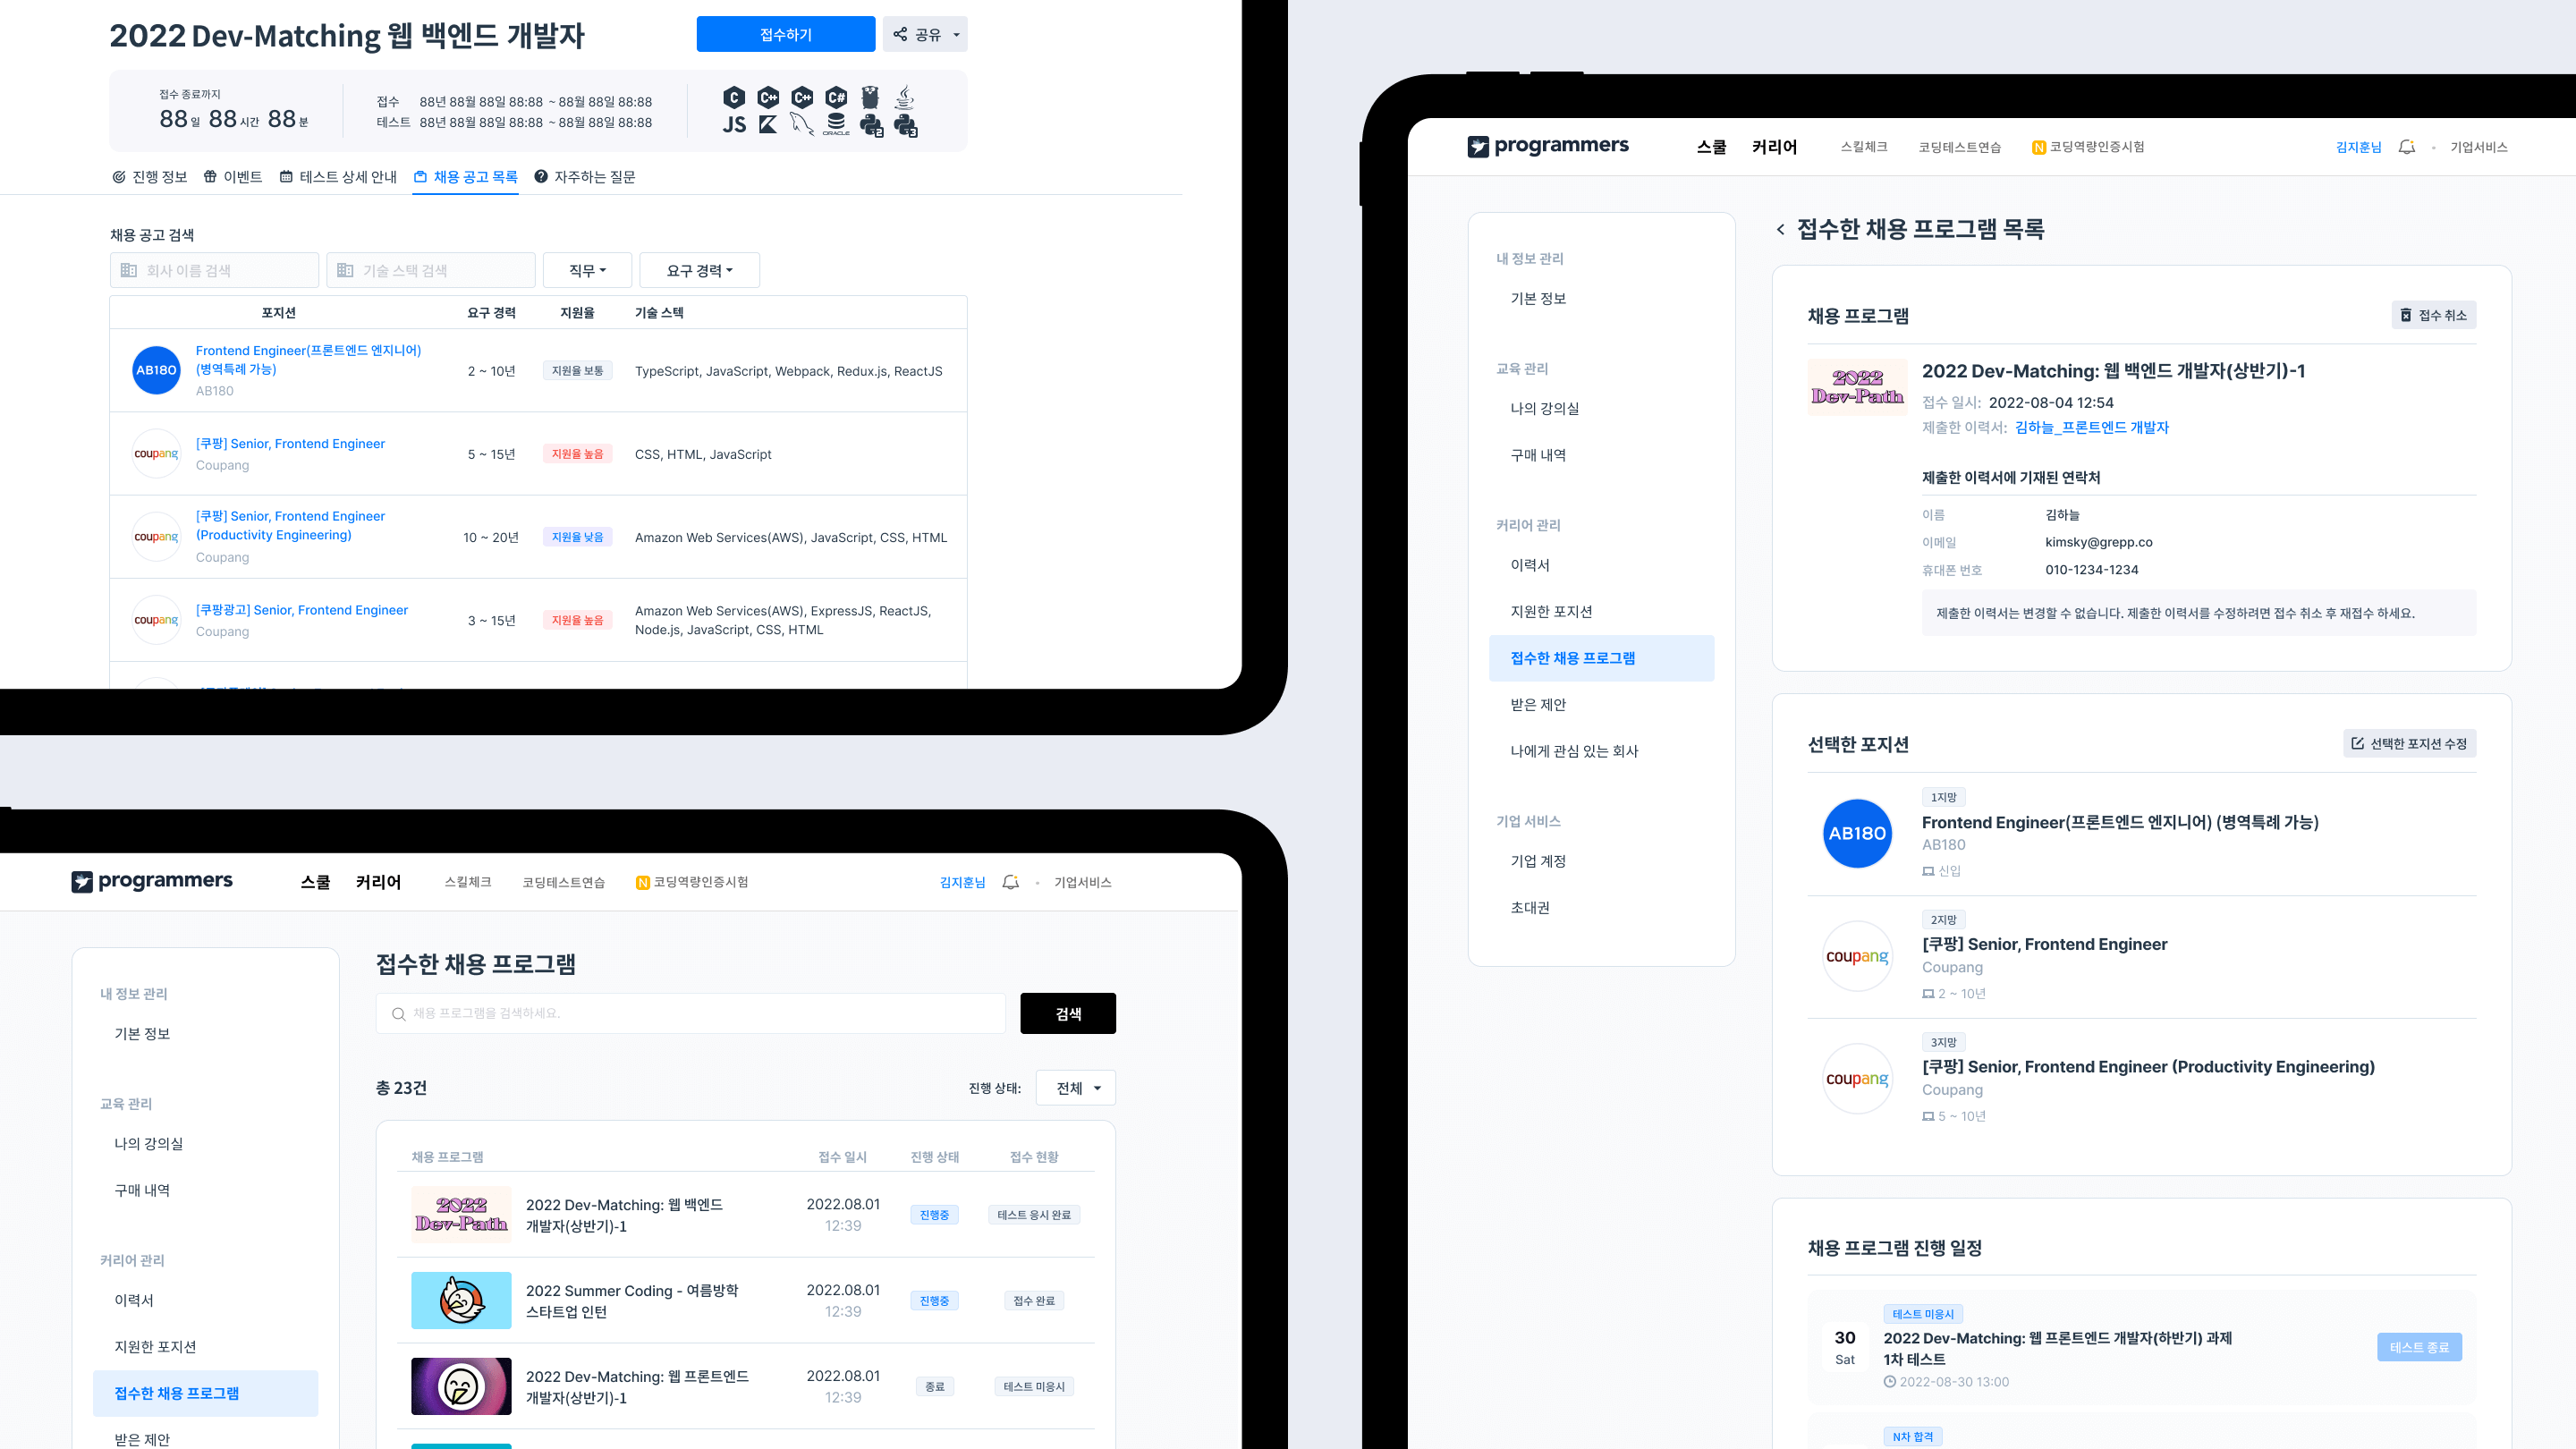 2022 Dev-Matching 웹 백엔드 개발자
접수하기
공유
접수 종료까지
88일 88시간 88분
접수 88년 88월 88일 88:88 ~ 88월 88일 88:88
테스트 88년 88월 88일 88:88 ~ 88월 88일 88:88
C C++ C++ C#
JS ORACLE 2 3
진행 정보 이벤트 테스트 상세 안내 채용 공고 목록 자주하는 질문
채용 공고 검색
회사 이름 검색 기술 스택 검색 직무 요구 경력
포지션 요구 경력 지원율 기술 스텍
AB180
Frontend Engineer(프론트엔드 엔지니어)
(병역특례 가능)
AB180
2 ~ 10년 지원율 보통 TypeScript, JavaScript, Webpack, Redux.js, ReactJS
coupang
[쿠팡] Senior, Frontend Engineer
Coupang
5 ~ 15년 지원율 높음 CSS, HTML, JavaScript
coupang
[쿠팡] Senior, Frontend Engineer
(Productivity Engineering)
Coupang
10 ~ 20년 지원율 낮음 Amazon Web Services(AWS), JavaScript, CSS, HTML
coupang
[쿠팡광고] Senior, Frontend Engineer
Coupang
3 ~ 15년 지원율 높음
Amazon Web Services(AWS), ExpressJS, ReactJS,
Node.js, JavaScript, CSS, HTML
programmers 스쿨 커리어 스킬체크 코딩테스트연습 N 코딩역량인증시험 김지훈님 기업서비스
내 정보 관리
기본 정보
교육 관리
나의 강의실
구매 내역
커리어 관리
이력서
지원한 포지션
접수한 채용 프로그램
받은 제안
접수한 채용 프로그램
채용 프로그램을 검색하세요.
검색
총 23건
진행 상태: 전체
채용 프로그램 접수 일시 진행 상태 접수 현황
2022
Dev-Path
2022 Dev-Matching: 웹 백엔드
개발자(상반기)-1
2022.08.01
12:39
진행중 테스트 응시 완료
2022 Summer Coding - 여름방학
스타트업 인턴
2022.08.01
12:39
진행중 접수 완료
2022 Dev-Matching: 웹 프론트엔드
개발자(상반기)-1
2022.08.01
12:39
종료 테스트 미응시
programmers 스쿨 커리어 스킬체크 코딩테스트연습 N 코딩역량인증시험 김지훈님 기업서비스
내 정보 관리
기본 정보
교육 관리
나의 강의실
구매 내역
커리어 관리
이력서
지원한 포지션
접수한 채용 프로그램
받은 제안
나에게 관심 있는 회사
기업 서비스
기업 계정
초대권
접수한 채용 프로그램 목록
채용 프로그램
접수 취소
2022
Dev-Path
2022 Dev-Matching: 웹 백엔드 개발자(상반기)-1
접수 일시: 2022-08-04 12:54
제출한 이력서: 김하늘_프론트엔드 개발자
제출한 이력서에 기재된 연락처
이름 김하늘
이메일 kimsky@grepp.co
휴대폰 번호 010-1234-1234
제출한 이력서는 변경할 수 없습니다. 제출한 이력서를 수정하려면 접수 취소 후 재접수 하세요.
선택한 포지션
선택한 포지션 수정
AB180
1지망
Frontend Engineer(프론트엔드 엔지니어) (병역특례 가능)
AB180
신입
coupang
2지망
[쿠팡] Senior, Frontend Engineer
Coupang
2 ~ 10년
coupang
3지망
[쿠팡] Senior, Frontend Engineer (Productivity Engineering)
Coupang
5 ~ 10년
채용 프로그램 진행 일정
30
Sat
테스트 미응시
2022 Dev-Matching: 웹 프론트엔드 개발자(하반기) 과제
1차 테스트
2022-08-30 13:00
테스트 종료
N차 합격